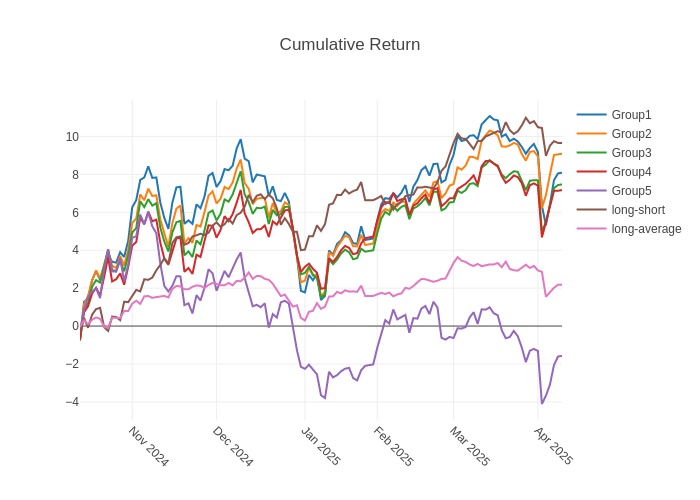 Cumulative Return
10
8
6
4
2
0
−2
−4
Nov 2024
Dec 2024
Jan 2025
Feb 2025
Mar 2025
Apr 2025
Group1
Group2
Group3
Group4
Group5
long-short
long-average